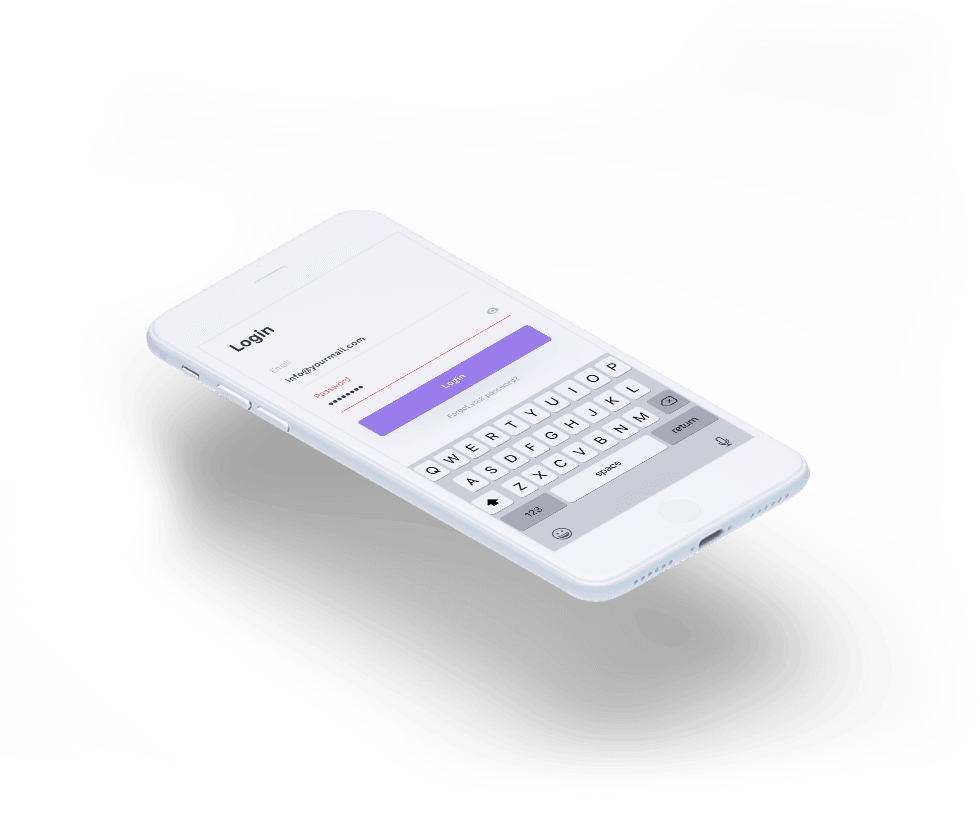 Login
Email
info@yourmail.com
Password
••••••••
Login
Forgot your password?
Q W E R T Y U I O P
A S D F G H J K L
Z X C V B N M
123 space return